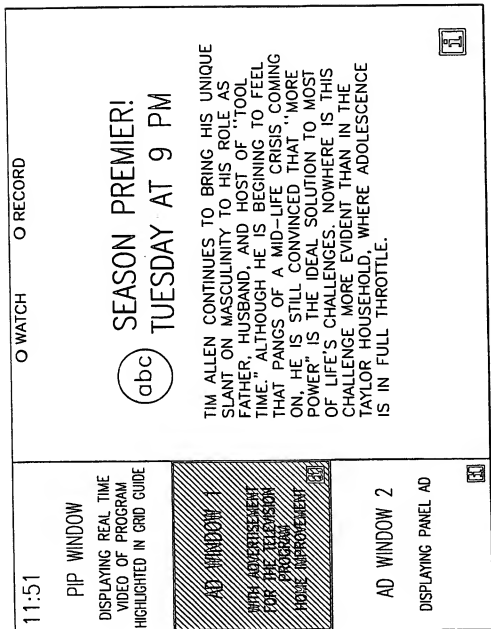 11:51
PIP WINDOW
DISPLAYING REAL TIME
VIDEO OF PROGRAM
HIGHLIGHTED IN GRID GUIDE
AD WINDOW 1
WITH ADVERTISEMENT
FOR THE TELEVISION
PROGRAM
HOME IMPROVEMENT
AD WINDOW 2
DISPLAYING PANEL AD
O WATCH O RECORD
abc
SEASON PREMIER!
TUESDAY AT 9 PM
TIM ALLEN CONTINUES TO BRING HIS UNIQUE
SLANT ON MASCULINITY TO HIS ROLE AS
FATHER, HUSBAND, AND HOST OF "TOOL
TIME." ALTHOUGH HE IS BEGINING TO FEEL
THAT PANGS OF A MID-LIFE CRISIS COMING
ON, HE IS STILL CONVINCED THAT "MORE
POWER" IS THE IDEAL SOLUTION TO MOST
OF LIFE'S CHALLENGES. NOWHERE IS THIS
CHALLENGE MORE EVIDENT THAN IN THE
TAYLOR HOUSEHOLD, WHERE ADOLESCENCE
IS IN FULL THROTTLE.
i